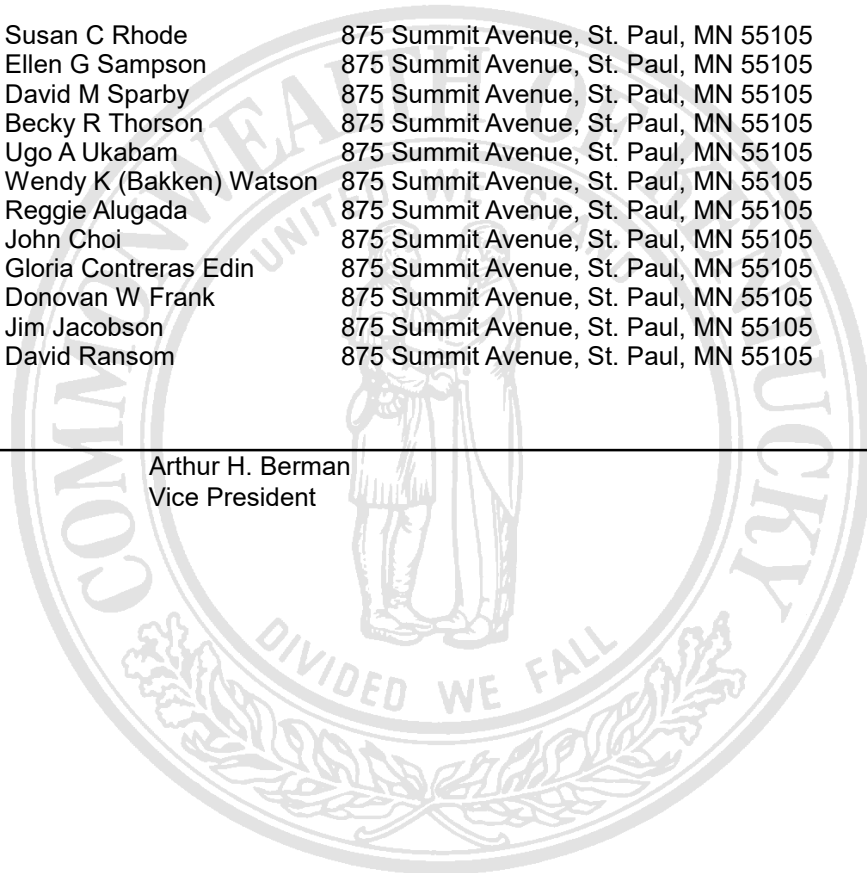 Susan C Rhode 875 Summit Avenue, St. Paul, MN 55105
Ellen G Sampson 875 Summit Avenue, St. Paul, MN 55105
David M Sparby 875 Summit Avenue, St. Paul, MN 55105
Becky R Thorson 875 Summit Avenue, St. Paul, MN 55105
Ugo A Ukabam 875 Summit Avenue, St. Paul, MN 55105
Wendy K (Bakken) Watson 875 Summit Avenue, St. Paul, MN 55105
Reggie Alugada 875 Summit Avenue, St. Paul, MN 55105
John Choi 875 Summit Avenue, St. Paul, MN 55105
Gloria Contreras Edin 875 Summit Avenue, St. Paul, MN 55105
Donovan W Frank 875 Summit Avenue, St. Paul, MN 55105
Jim Jacobson 875 Summit Avenue, St. Paul, MN 55105
David Ransom 875 Summit Avenue, St. Paul, MN 55105
Arthur H. Berman
Vice President
COMMONWEALTH OF KENTUCKY
UNITED WE STAND
DIVIDED WE FALL